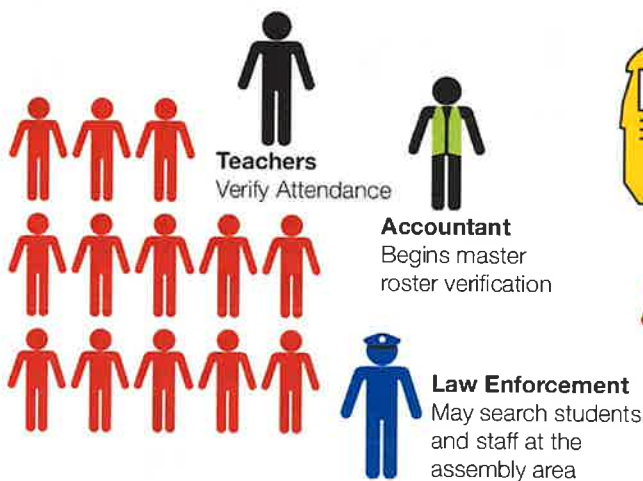 Teachers
Verify Attendance
Accountant
Begins master
roster verification
Law Enforcement
May search students
and staff at the
assembly area